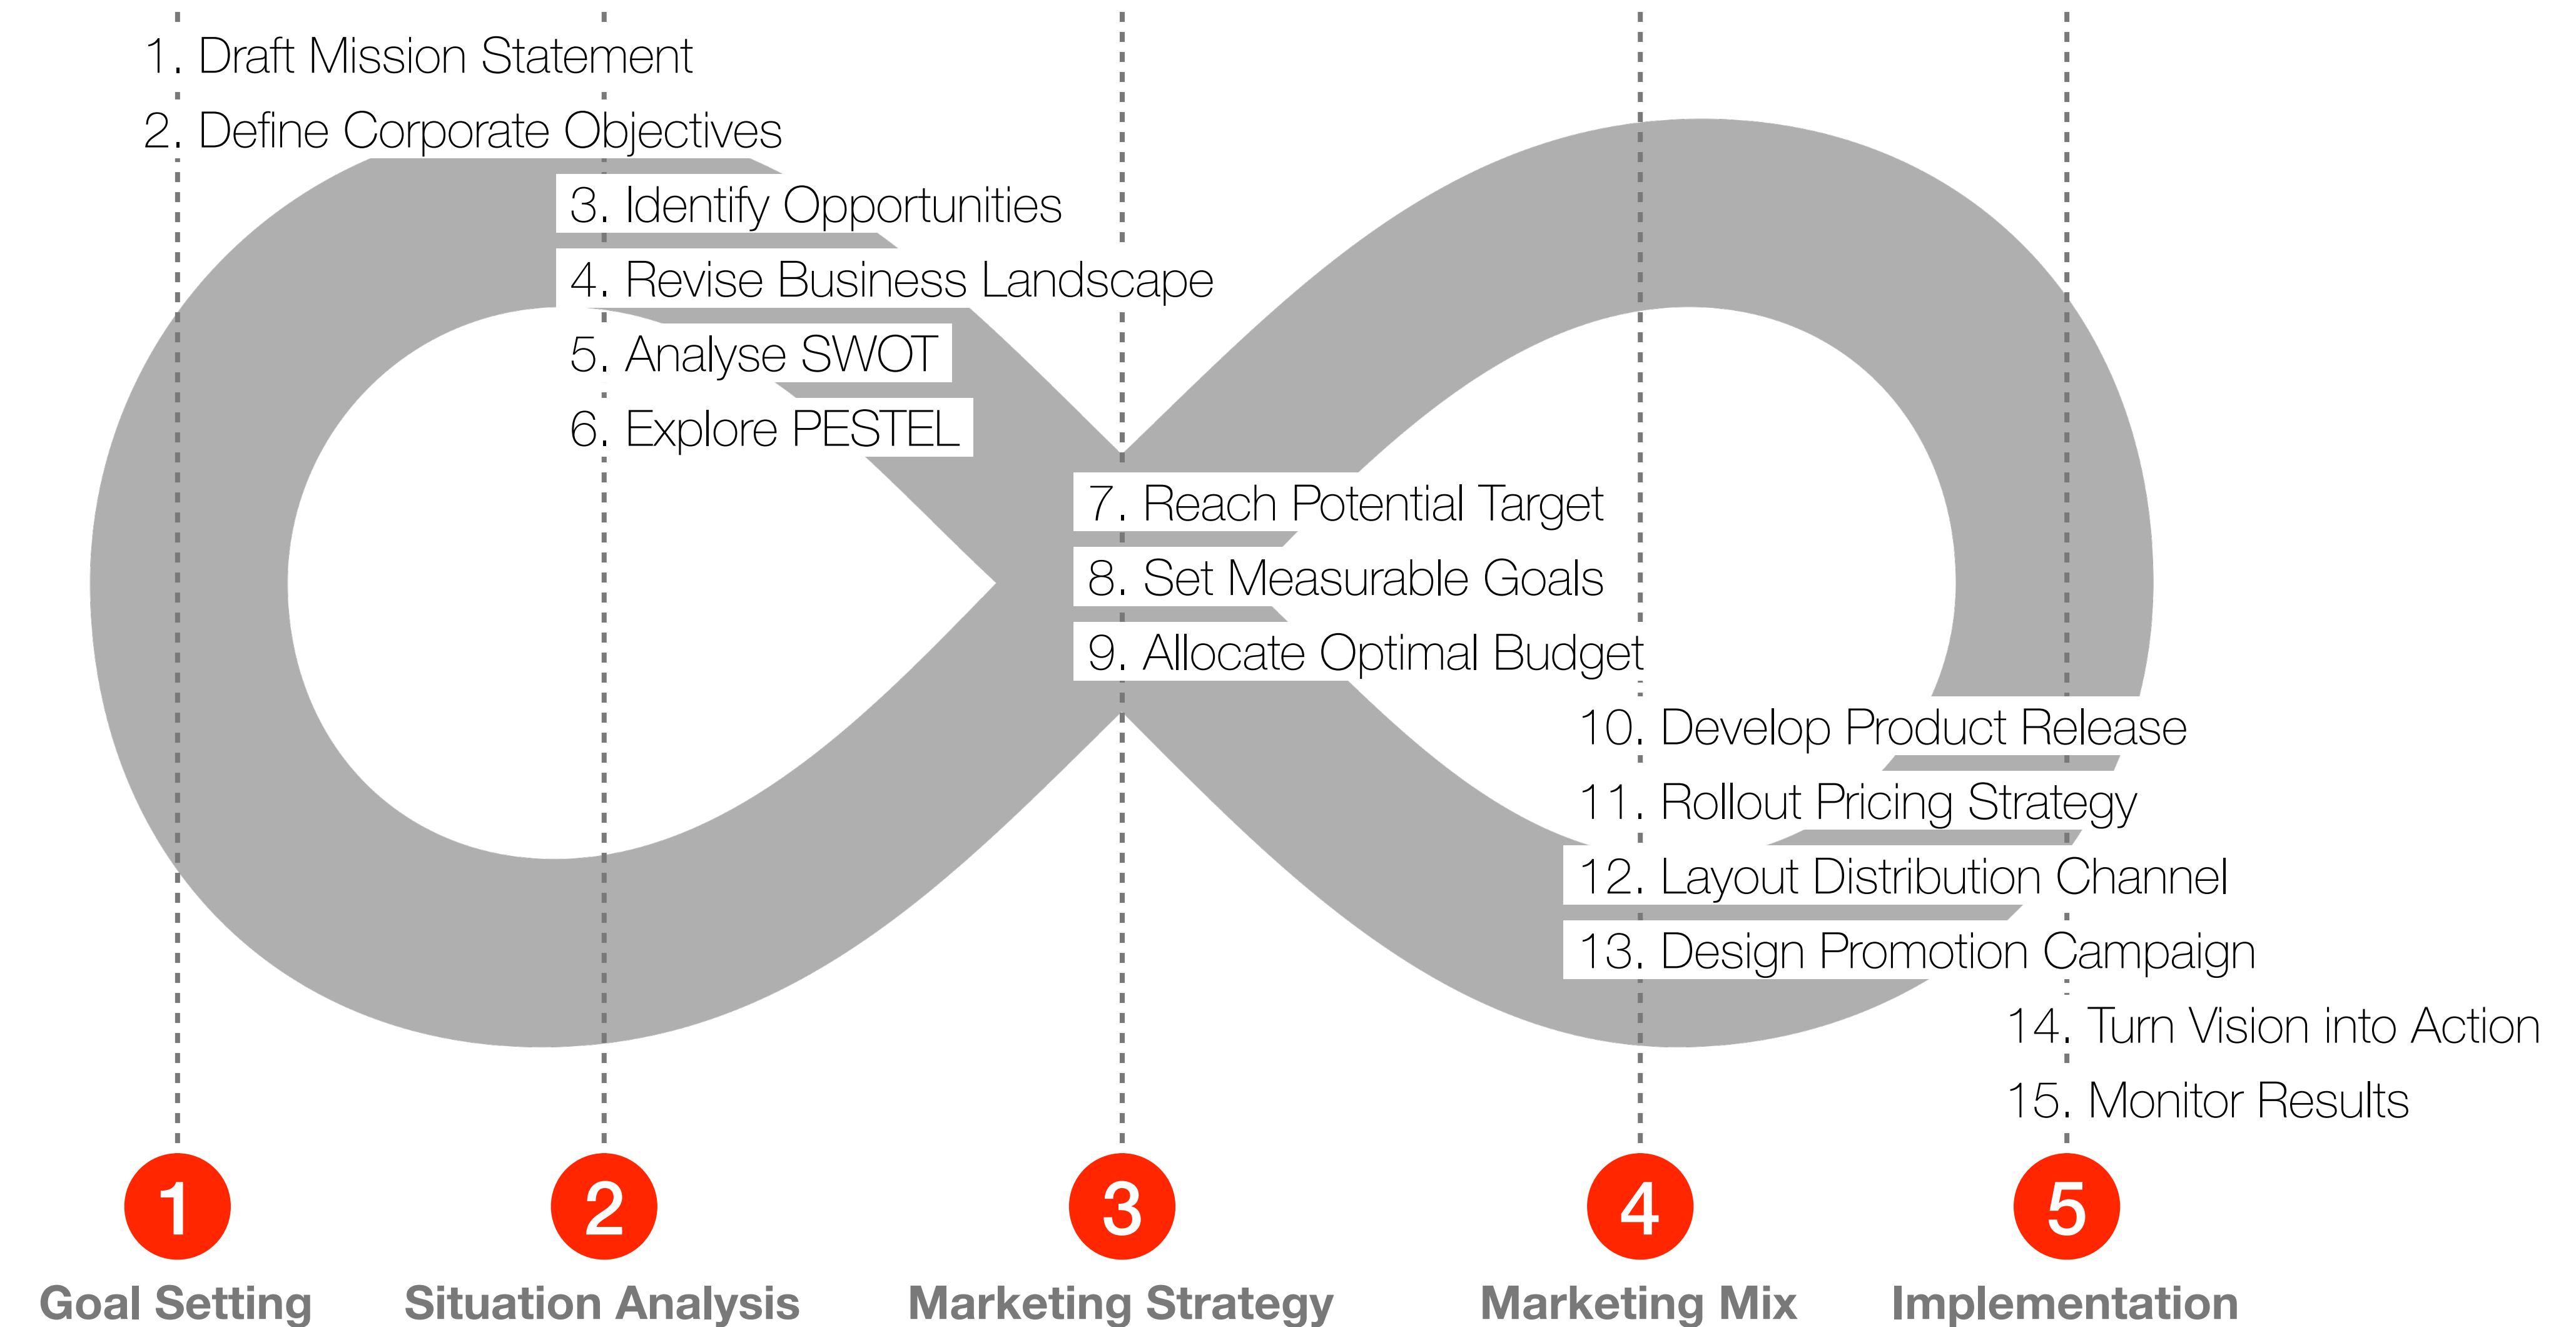 1. Draft Mission Statement
2. Define Corporate Objectives
3. Identify Opportunities
4. Revise Business Landscape
5. Analyse SWOT
6. Explore PESTEL
7. Reach Potential Target
8. Set Measurable Goals
9. Allocate Optimal Budget
10. Develop Product Release
11. Rollout Pricing Strategy
12. Layout Distribution Channel
13. Design Promotion Campaign
14. Turn Vision into Action
15. Monitor Results
1
2
3
4
5
Goal Setting
Situation Analysis
Marketing Strategy
Marketing Mix
Implementation